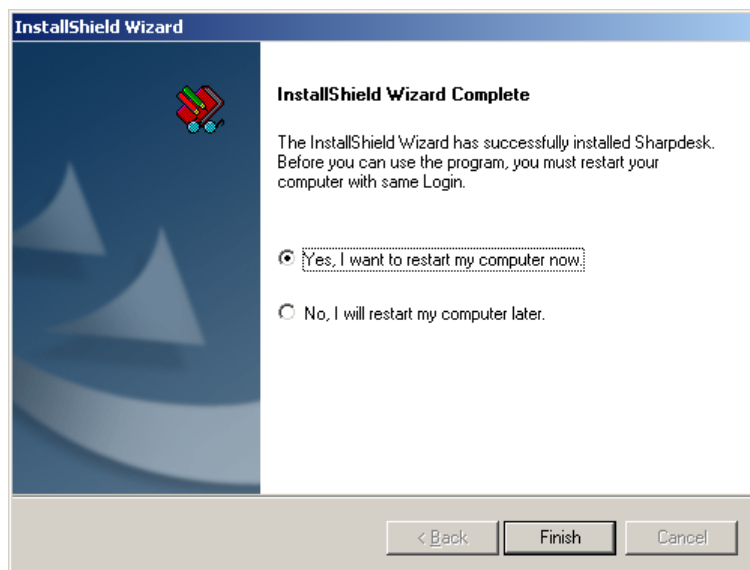 InstallShield Wizard
InstallShield Wizard Complete
The InstallShield Wizard has successfully installed Sharpdesk.
Before you can use the program, you must restart your
computer with same Login.
Yes, I want to restart my computer now.
No, I will restart my computer later.
< Back
Finish
Cancel